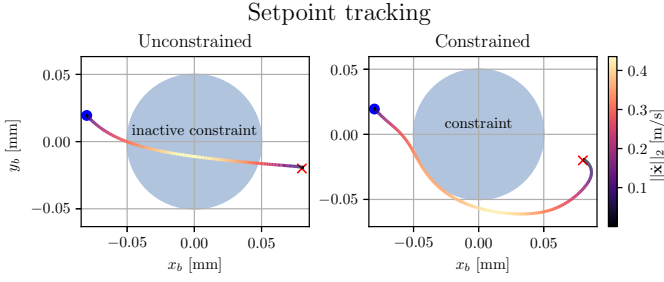 Setpoint tracking
Unconstrained
Constrained
0.05
0.00
−0.05
y_b [mm]
inactive constraint
−0.05
0.00
0.05
x_b [mm]
0.05
0.00
−0.05
constraint
−0.05
0.00
0.05
x_b [mm]
0.4
0.3
0.2
0.1
||ẋ||₂ [m/s]